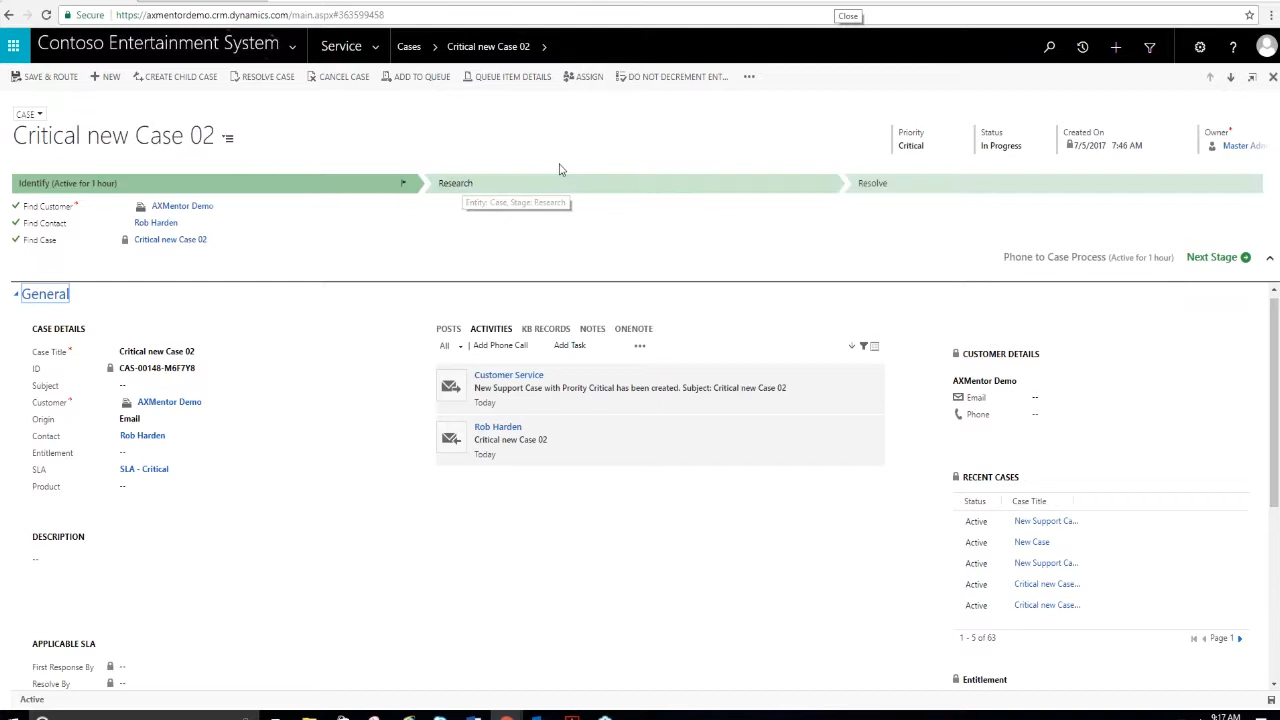 Secure
https://axmentordemo.crm.dynamics.com/main.aspx#363599458
Close
Contoso Entertainment System
Service
Cases
Critical new Case 02
SAVE & ROUTE
NEW
CREATE CHILD CASE
RESOLVE CASE
CANCEL CASE
ADD TO QUEUE
QUEUE ITEM DETAILS
ASSIGN
DO NOT DECREMENT ENT...
CASE
Critical new Case 02
Priority
Critical
Status
In Progress
Created On
7/5/2017 7:46 AM
Owner*
Master Adm
Identify (Active for 1 hour)
Research
Resolve
Entity: Case, Stage: Research
Find Customer* AXMentor Demo
Find Contact Rob Harden
Find Case Critical new Case 02
Phone to Case Process (Active for 1 hour)
Next Stage
General
CASE DETAILS
Case Title* Critical new Case 02
ID CAS-00148-M6F7Y8
Subject --
Customer* AXMentor Demo
Origin Email
Contact Rob Harden
Entitlement --
SLA SLA - Critical
Product --
DESCRIPTION
--
APPLICABLE SLA
First Response By --
Resolve By --
POSTS ACTIVITIES KB RECORDS NOTES ONENOTE
All | Add Phone Call Add Task
Customer Service
New Support Case with Prority Critical has been created. Subject: Critical new Case 02
Today
Rob Harden
Critical new Case 02
Today
CUSTOMER DETAILS
AXMentor Demo
Email --
Phone --
RECENT CASES
Status Case Title
Active New Support Ca...
Active New Case
Active New Support Ca...
Active Critical new Case...
Active Critical new Case...
1 - 5 of 63
Page 1
Entitlement
Active
9:17 AM